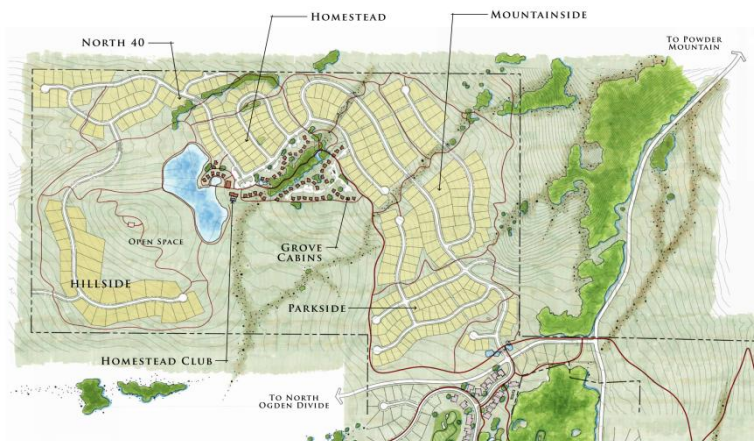 Homestead
Mountainside
North 40
To Powder
Mountain
Open Space
Hillside
Grove
Cabins
Parkside
Homestead Club
To North
Ogden Divide